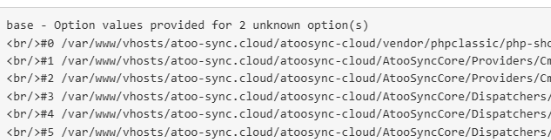 base - Option values provided for 2 unknown option(s)
<br/>#0 /var/www/vhosts/atoo-sync.cloud/atoosync-cloud/vendor/phpclassic/php-sho
<br/>#1 /var/www/vhosts/atoo-sync.cloud/atoosync-cloud/AtooSyncCore/Providers/Cm
<br/>#2 /var/www/vhosts/atoo-sync.cloud/atoosync-cloud/AtooSyncCore/Providers/Cm
<br/>#3 /var/www/vhosts/atoo-sync.cloud/atoosync-cloud/AtooSyncCore/Dispatchers/
<br/>#4 /var/www/vhosts/atoo-sync.cloud/atoosync-cloud/AtooSyncCore/Dispatchers/
<br/>#5 /var/www/vhosts/atoo-sync.cloud/atoosync-cloud/AtooSyncCore/Dispatchers